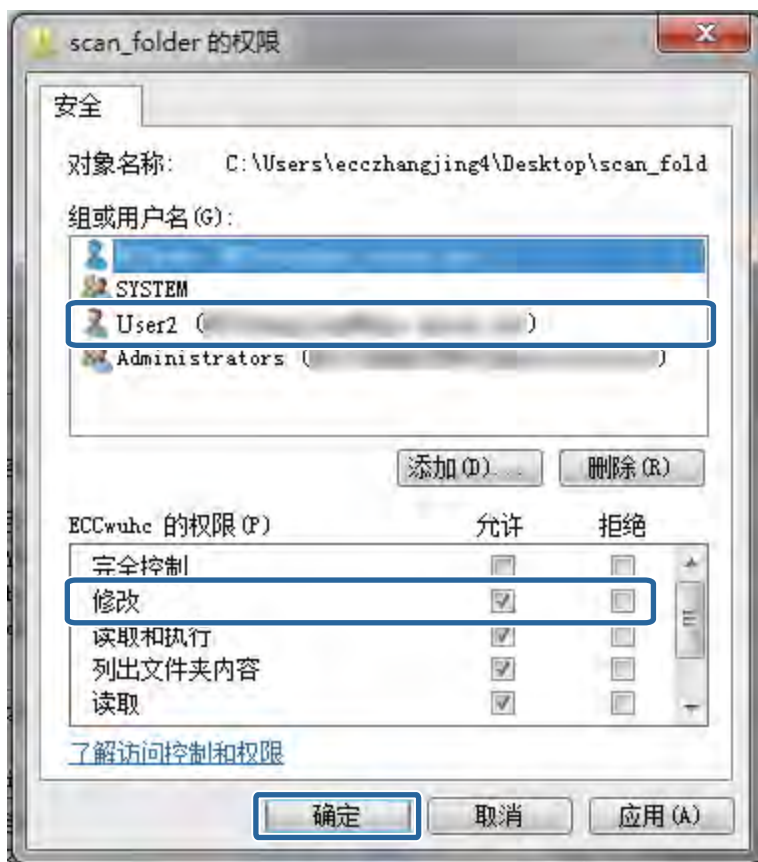 scan_folder 的权限
安全
对象名称: C:\Users\ecczhangjing4\Desktop\scan_fold
组或用户名(G):
SYSTEM
User2 ( )
Administrators ( )
添加(D)... 删除(R)
ECCwuhc 的权限(P) 允许 拒绝
完全控制
修改
读取和执行
列出文件夹内容
读取
了解访问控制和权限
确定 取消 应用(A)